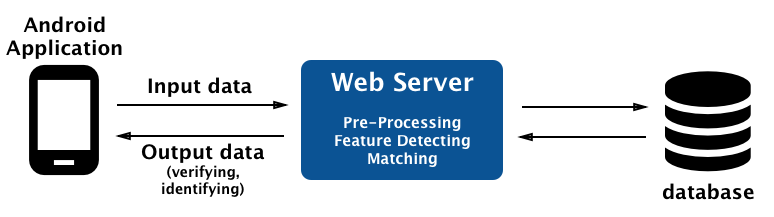 Android
Application
Input data
Output data
(verifying,
identifying)
Web Server
Pre-Processing
Feature Detecting
Matching
database